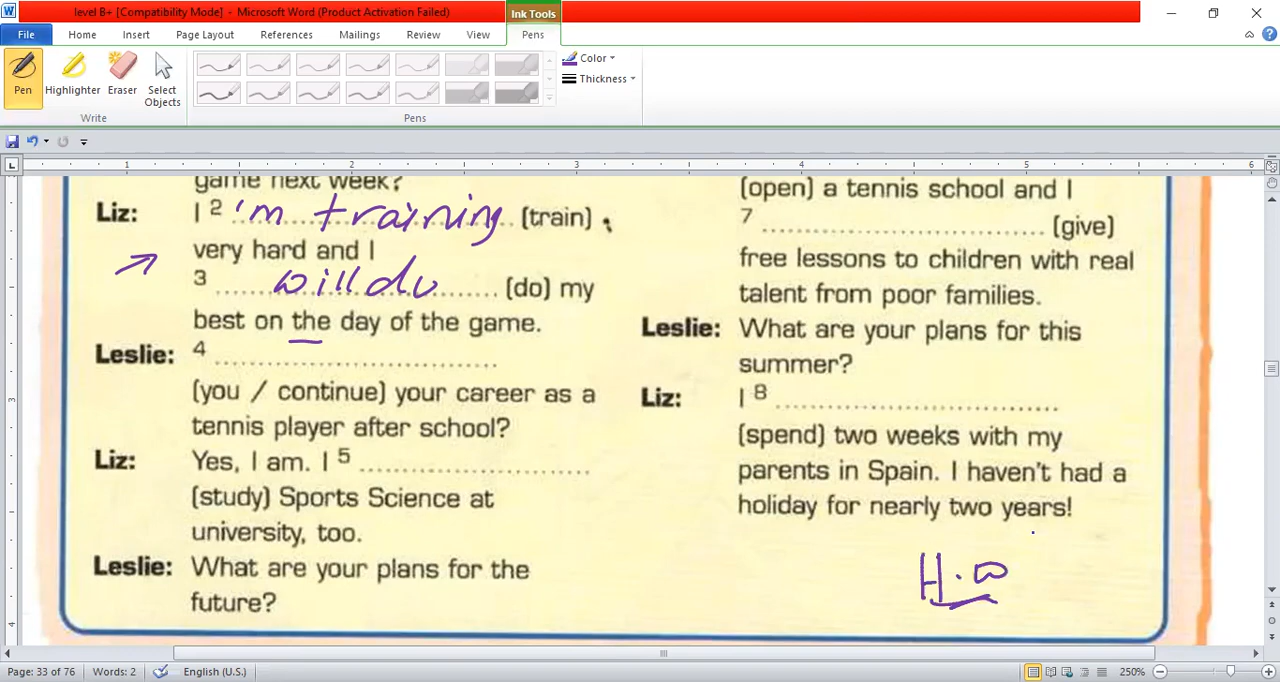 level B+ [Compatibility Mode] - Microsoft Word (Product Activation Failed)
Ink Tools
File Home Insert Page Layout References Mailings Review View Pens
Pen Highlighter Eraser Select Objects
Color
Thickness
Write
Pens
1 2 3 4 5 6
game next week?
Liz: I 2 'm training (train)
very hard and I
3 will do (do) my
best on the day of the game.
Leslie: 4 ........................................
(you / continue) your career as a
tennis player after school?
Liz: Yes, I am. I 5 .................................
(study) Sports Science at
university, too.
Leslie: What are your plans for the
future?
(open) a tennis school and I
7 ........................................ (give)
free lessons to children with real
talent from poor families.
Leslie: What are your plans for this
summer?
Liz: I 8 ........................................
(spend) two weeks with my
parents in Spain. I haven't had a
holiday for nearly two years!
H.w
Page: 33 of 76 Words: 2 English (U.S.) 250%